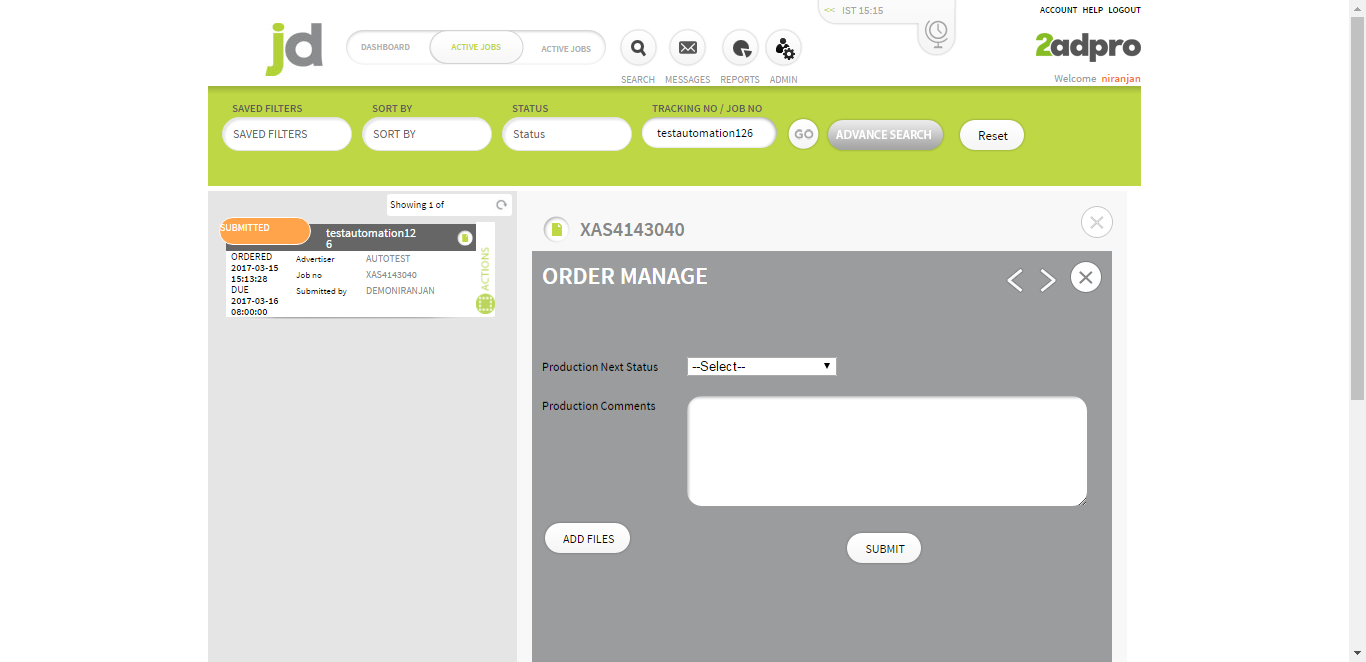 << IST 15:15
ACCOUNT HELP LOGOUT
jd
DASHBOARD ACTIVE JOBS ACTIVE JOBS
SEARCH MESSAGES REPORTS ADMIN
2adpro
Welcome niranjan
SAVED FILTERS SORT BY STATUS TRACKING NO / JOB NO
SAVED FILTERS SORT BY Status testautomation126 GO ADVANCE SEARCH Reset
Showing 1 of
SUBMITTED
testautomation12
6
ORDERED
2017-03-15
15:13:28
DUE
2017-03-16
08:00:00
Advertiser AUTOTEST
Job no XAS4143040
Submitted by DEMONIRANJAN
ACTIONS
XAS4143040
ORDER MANAGE
Production Next Status --Select--
Production Comments
ADD FILES
SUBMIT